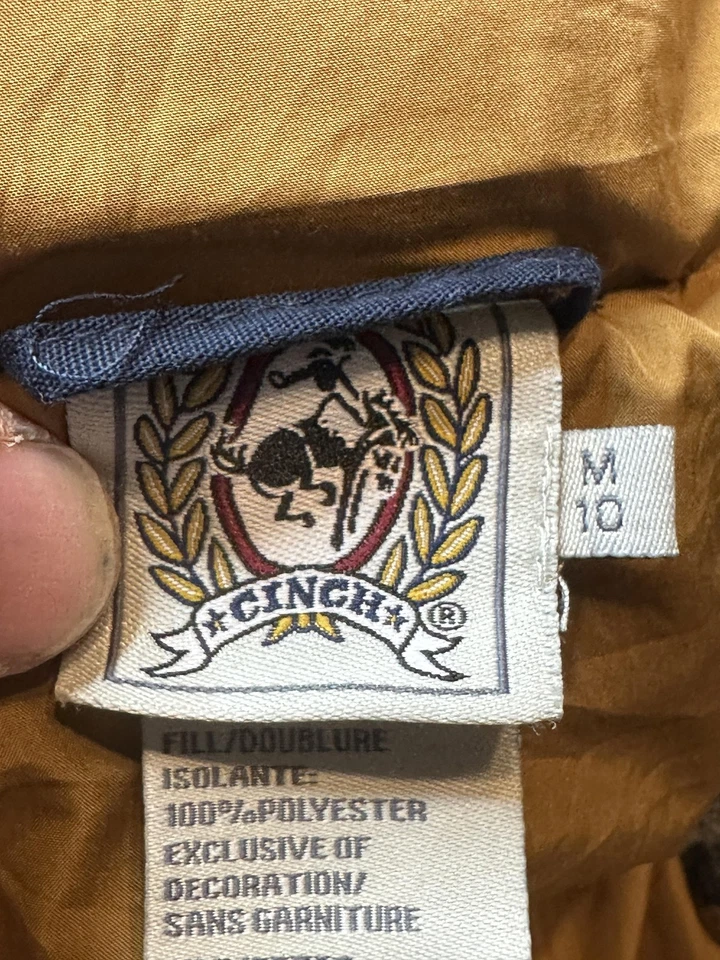 M
10
★CINCH★ ®
FILL/DOUBLURE
ISOLANTE:
100%POLYESTER
EXCLUSIVE OF
DECORATION/
SANS GARNITURE